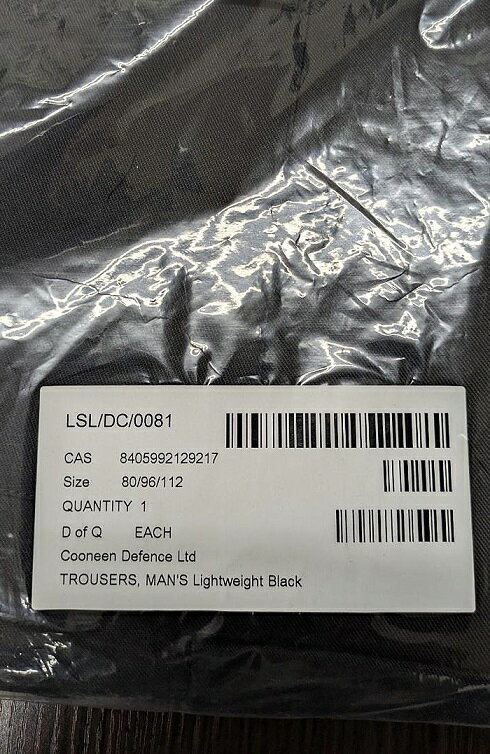 LSL/DC/0081
CAS 8405992129217
Size 80/96/112
QUANTITY 1
D of Q EACH
Cooneen Defence Ltd
TROUSERS, MAN'S Lightweight Black